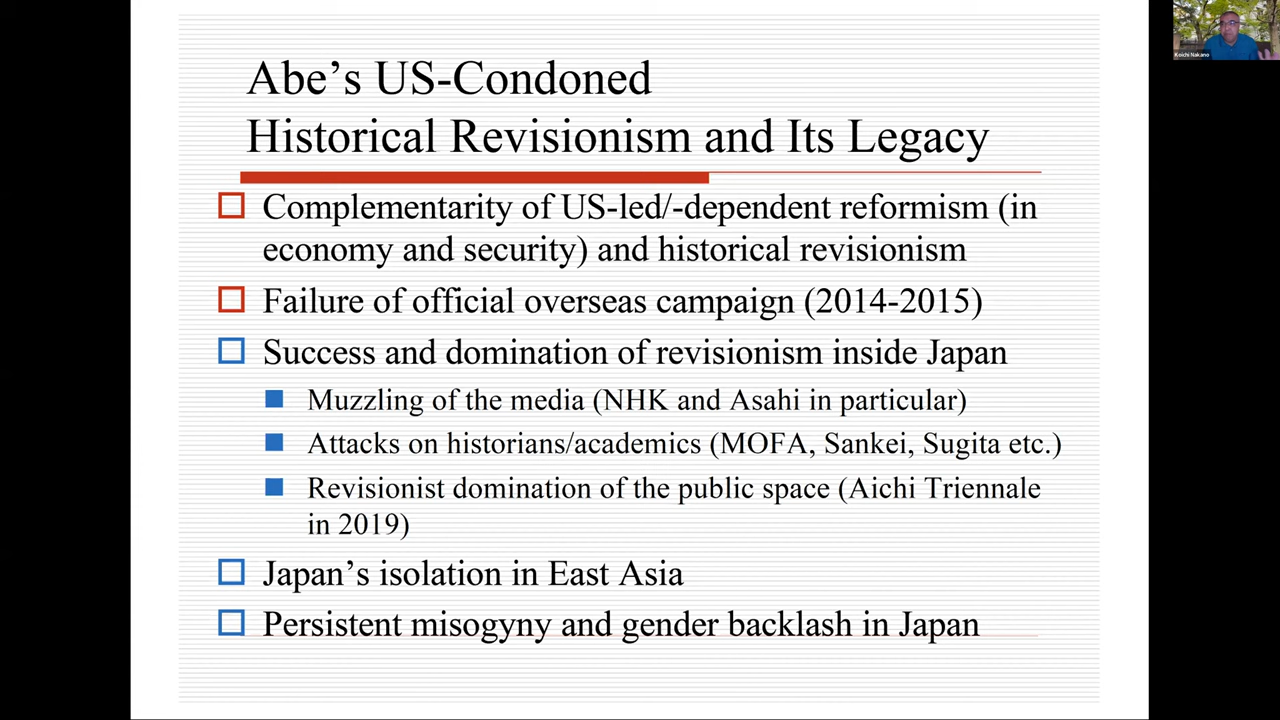 Abe’s US-Condoned
Historical Revisionism and Its Legacy
Complementarity of US-led/-dependent reformism (in
economy and security) and historical revisionism
Failure of official overseas campaign (2014-2015)
Success and domination of revisionism inside Japan
Muzzling of the media (NHK and Asahi in particular)
Attacks on historians/academics (MOFA, Sankei, Sugita etc.)
Revisionist domination of the public space (Aichi Triennale
in 2019)
Japan’s isolation in East Asia
Persistent misogyny and gender backlash in Japan
Koichi Nakano